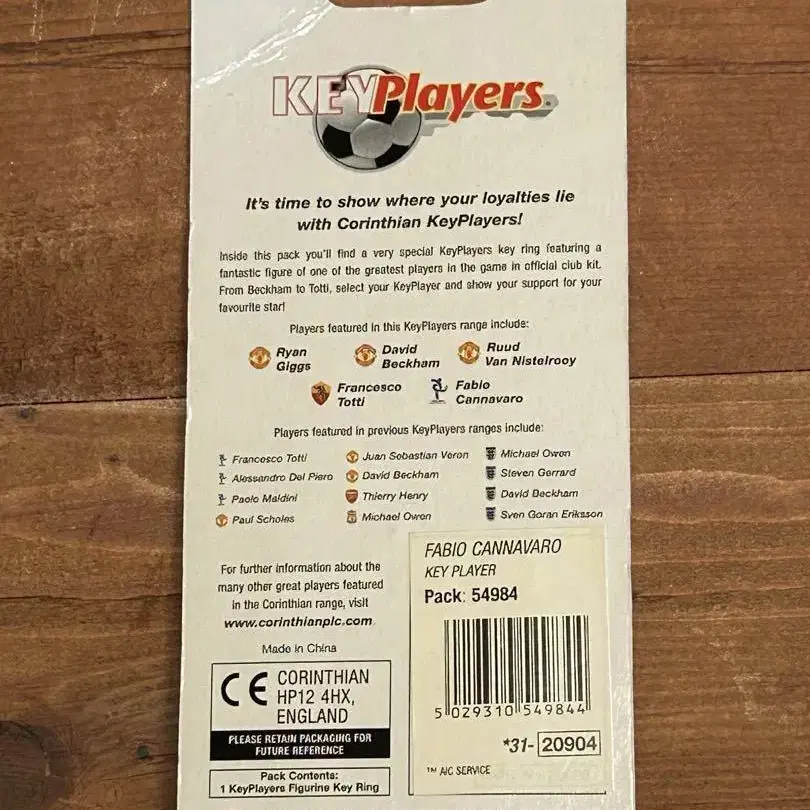 KEYPlayers
It's time to show where your loyalties lie
with Corinthian KeyPlayers!
Inside this pack you'll find a very special KeyPlayers key ring featuring a
fantastic figure of one of the greatest players in the game in official club kit.
From Beckham to Totti, select your KeyPlayer and show your support for your
favourite star!
Players featured in this KeyPlayers range include:
Ryan
Giggs
David
Beckham
Ruud
Van Nistelrooy
Francesco
Totti
Fabio
Cannavaro
Players featured in previous KeyPlayers ranges include:
Francesco Totti
Alessandro Del Piero
Paolo Maldini
Paul Scholes
Juan Sebastian Veron
David Beckham
Thierry Henry
Michael Owen
Michael Owen
Steven Gerrard
David Beckham
Sven Goran Eriksson
For further information about the
many other great players featured
in the Corinthian range, visit
www.corinthianplc.com
Made in China
CE CORINTHIAN
HP12 4HX,
ENGLAND
PLEASE RETAIN PACKAGING FOR
FUTURE REFERENCE
Pack Contents:
1 KeyPlayers Figurine Key Ring
FABIO CANNAVARO
KEY PLAYER
Pack: 54984
5 029310 549844
*31- 20904
™ A/C SERVICE